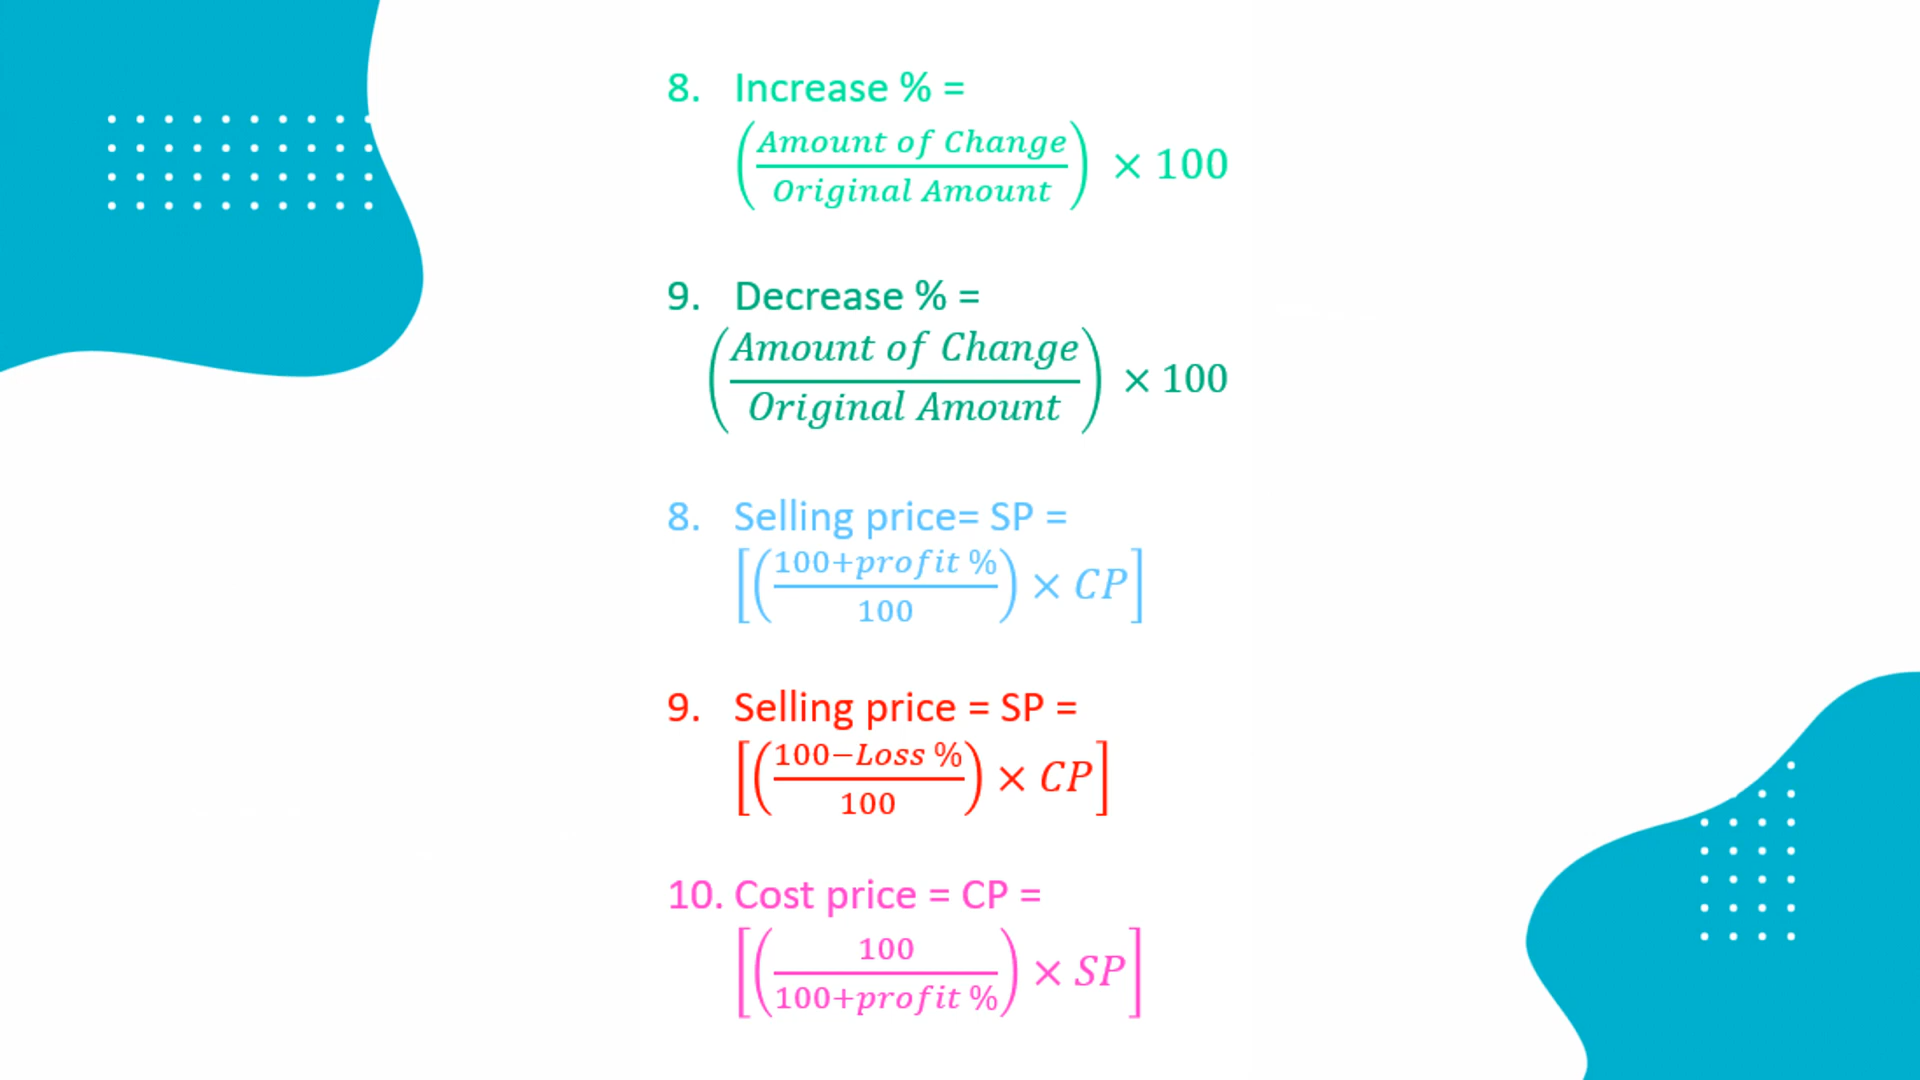 8. Increase % =
(Amount of Change / Original Amount) × 100
9. Decrease % =
(Amount of Change / Original Amount) × 100
8. Selling price= SP =
[(100+profit % / 100) × CP]
9. Selling price = SP =
[(100−Loss % / 100) × CP]
10. Cost price = CP =
[(100 / 100+profit %) × SP]